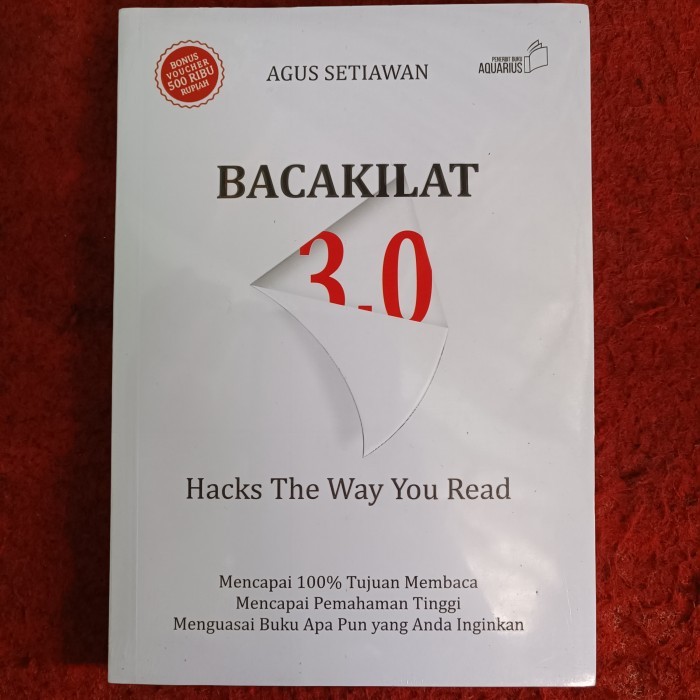 BONUS
VOUCHER
500 RIBU
RUPIAH
AGUS SETIAWAN
PENERBIT BUKU
AQUARIUS
BACAKILAT
3.0
Hacks The Way You Read
Mencapai 100% Tujuan Membaca
Mencapai Pemahaman Tinggi
Menguasai Buku Apa Pun yang Anda Inginkan